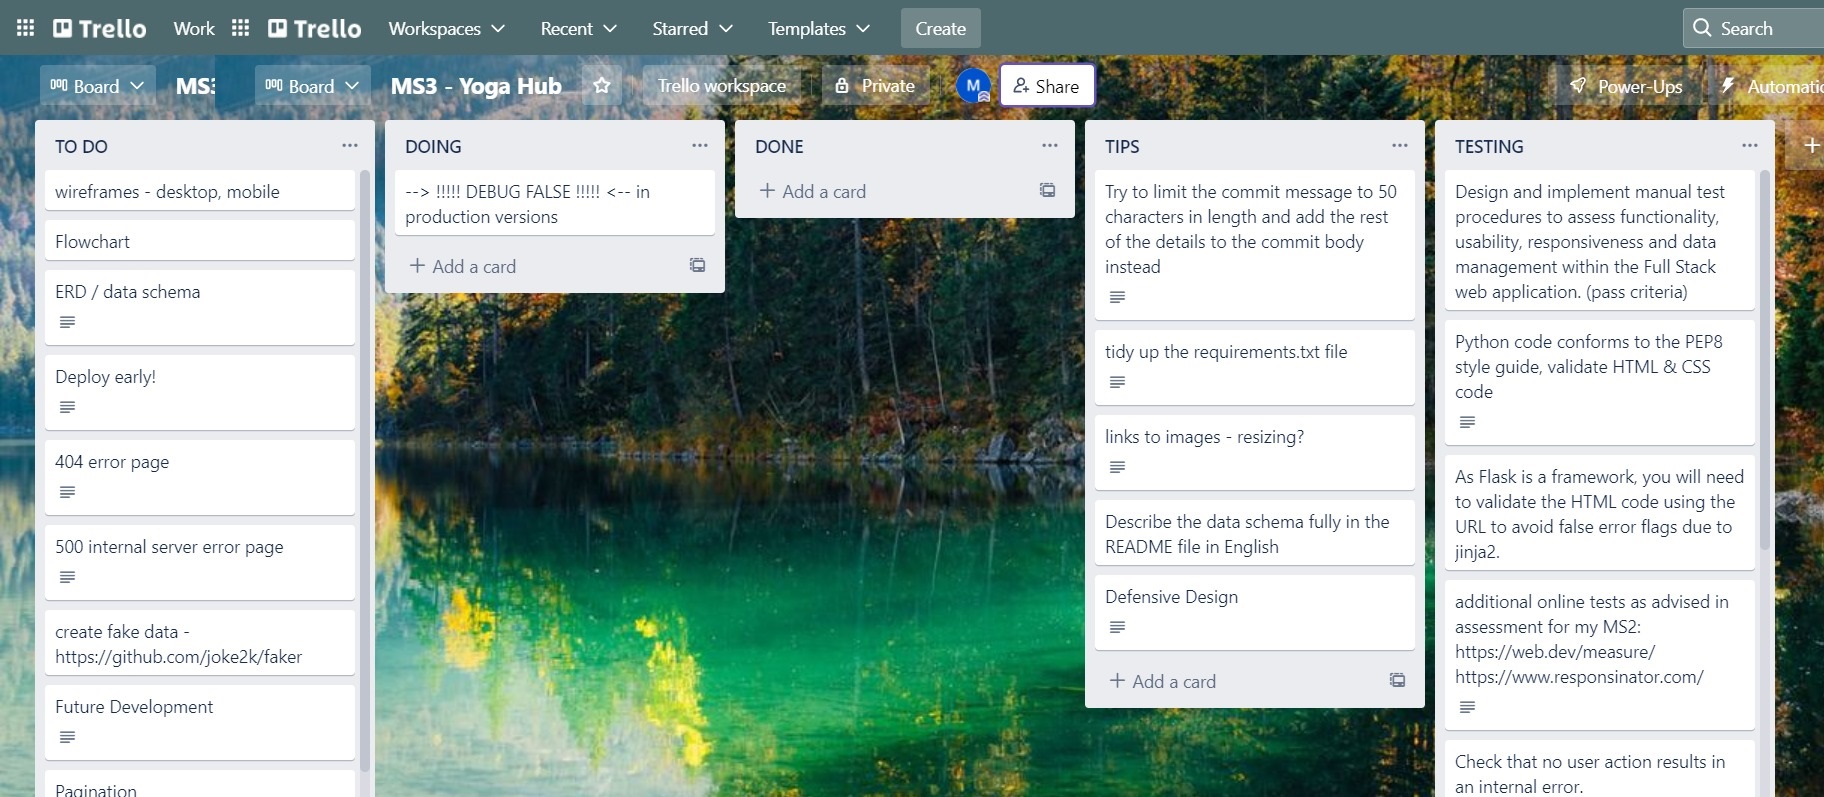 Trello Work Trello Workspaces Recent Starred Templates Create Search
Board MS3 Board MS3 - Yoga Hub Trello workspace Private M Share Power-Ups
TO DO
wireframes - desktop, mobile
Flowchart
ERD / data schema
Deploy early!
404 error page
500 internal server error page
create fake data -
https://github.com/joke2k/faker
Future Development
Pagination
DOING
--> !!!!! DEBUG FALSE !!!!! <-- in
production versions
+ Add a card
DONE
+ Add a card
TIPS
Try to limit the commit message to 50
characters in length and add the rest
of the details to the commit body
instead
tidy up the requirements.txt file
links to images - resizing?
Describe the data schema fully in the
README file in English
Defensive Design
+ Add a card
TESTING
Design and implement manual test
procedures to assess functionality,
usability, responsiveness and data
management within the Full Stack
web application. (pass criteria)
Python code conforms to the PEP8
style guide, validate HTML & CSS
code
As Flask is a framework, you will need
to validate the HTML code using the
URL to avoid false error flags due to
jinja2.
additional online tests as advised in
assessment for my MS2:
https://web.dev/measure/
https://www.responsinator.com/
Check that no user action results in
an internal error.